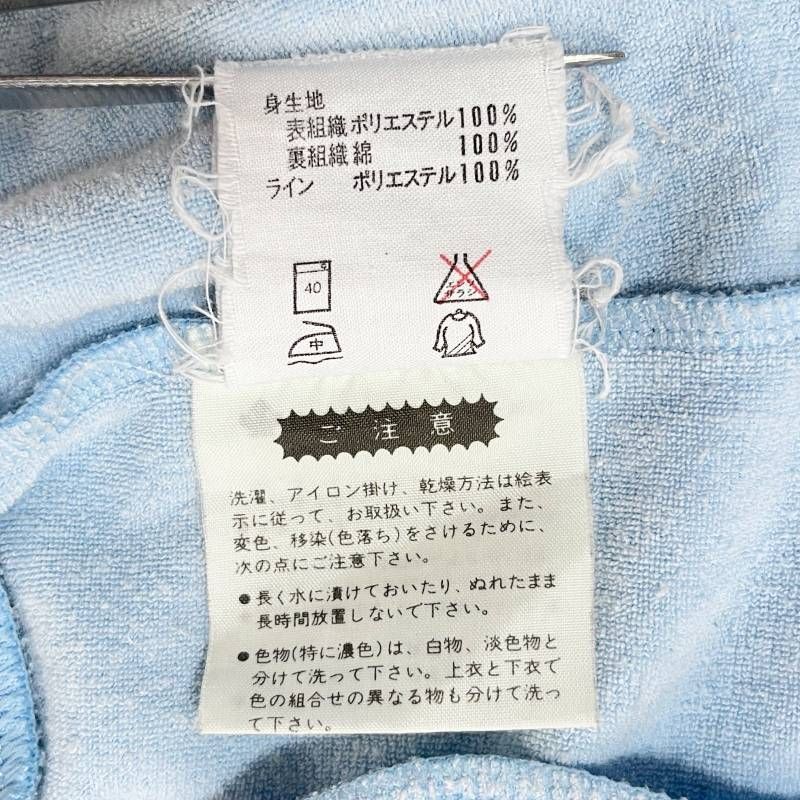 身生地
表組織 ポリエステル100%
裏組織 綿 100%
ライン ポリエステル100%
40
エンソ
サラシ
中
ご注意
洗濯、アイロン掛け、乾燥方法は絵表
示に従って、お取扱い下さい。また、
変色、移染(色落ち)をさけるために、
次の点にご注意下さい。
●長く水に漬けておいたり、ぬれたまま
長時間放置しないで下さい。
●色物(特に濃色)は、白物、淡色物と
分けて洗って下さい。上衣と下衣で
色の組合せの異なる物も分けて洗っ
て下さい。